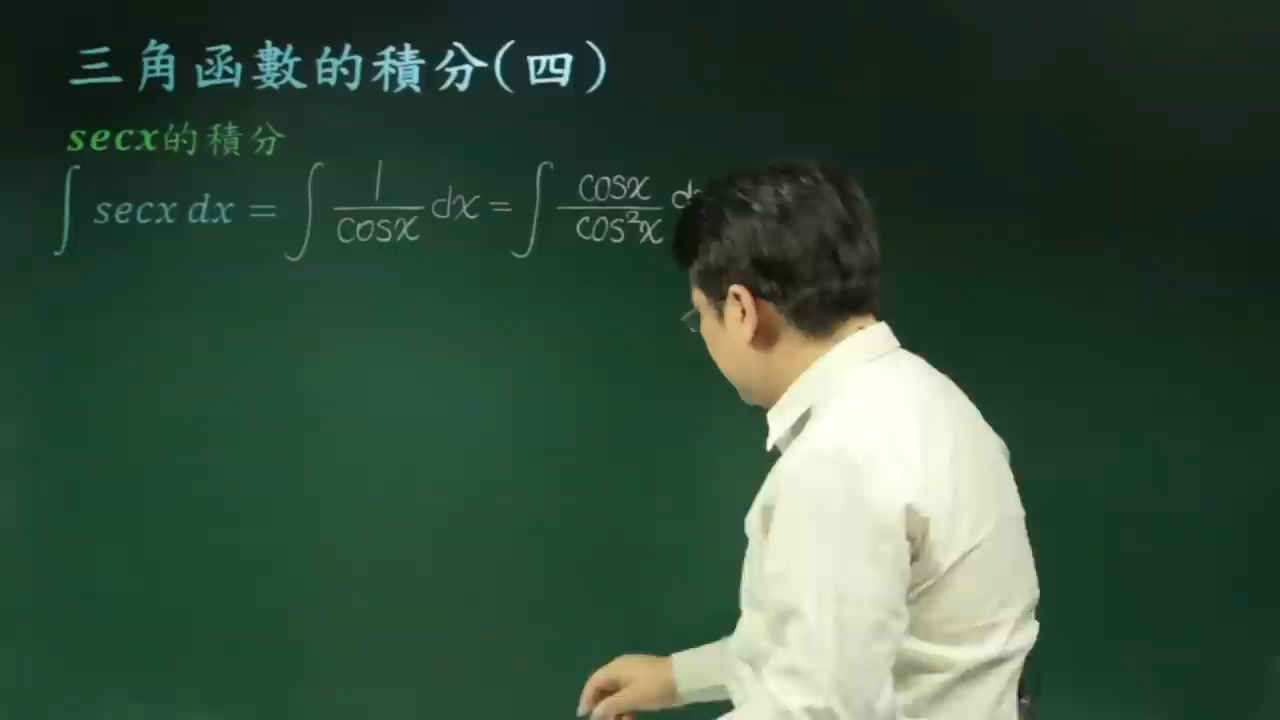 三角函數的積分(四)
secx的積分
∫ secx dx = ∫ 1/cosx dx = ∫ cosx/cos²x d